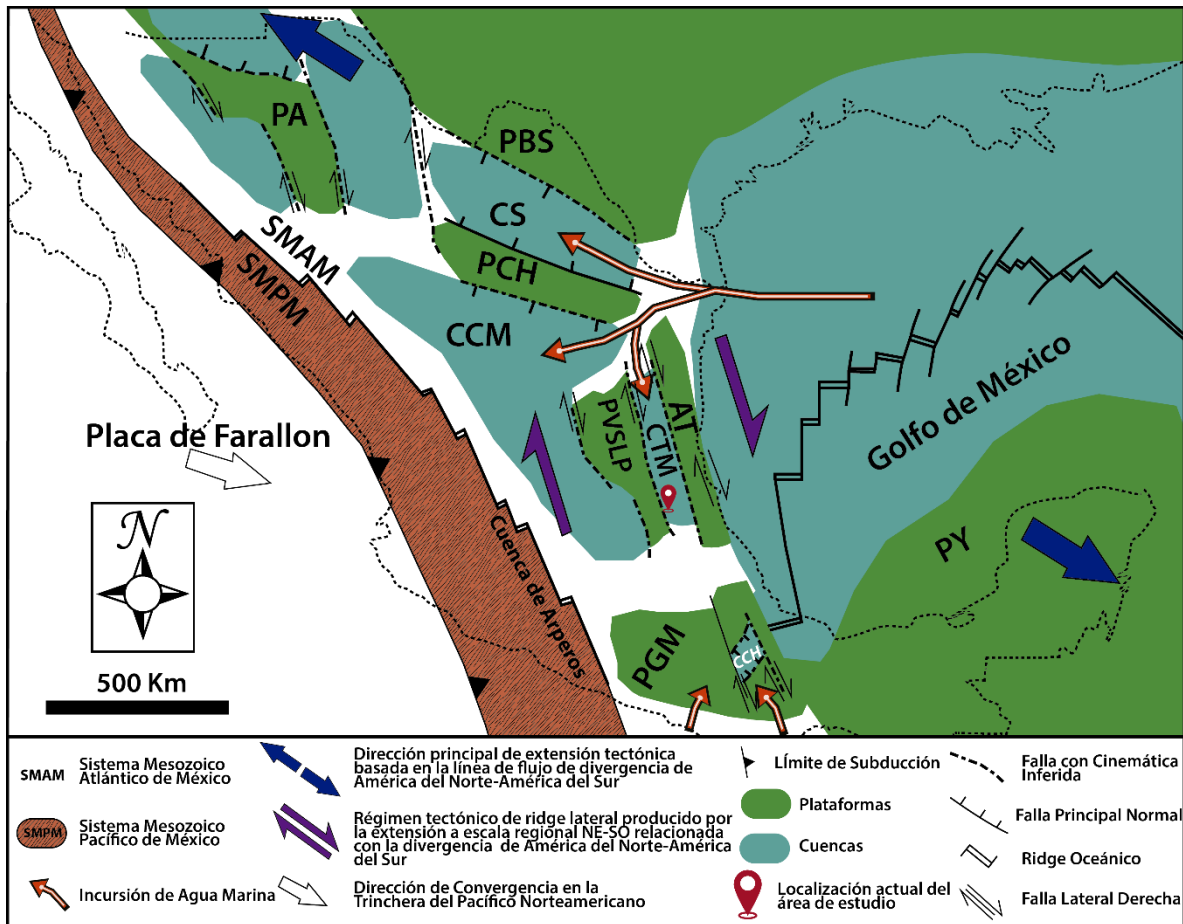 PA
PBS
CS
SMAM
PCH
SMPM
CCM
Golfo de México
AT
PVSLP
CTM
Placa de Farallon
PY
N
Cuenca de Arperos
CCH
PGM
500 Km
SMAM
Sistema Mesozoico
Atlántico de México
SMPM
Sistema Mesozoico
Pacífico de México
Incursión de Agua Marina
Dirección principal de extensión tectónica
basada en la línea de flujo de divergencia de
América del Norte-América del Sur
Régimen tectónico de ridge lateral producido por
la extensión a escala regional NE-SO relacionada
con la divergencia de América del Norte-América
del Sur
Dirección de Convergencia en la
Trinchera del Pacífico Norteamericano
Límite de Subducción
Plataformas
Cuencas
Localización actual del
área de estudio
Falla con Cinemática
Inferida
Falla Principal Normal
Ridge Oceánico
Falla Lateral Derecha